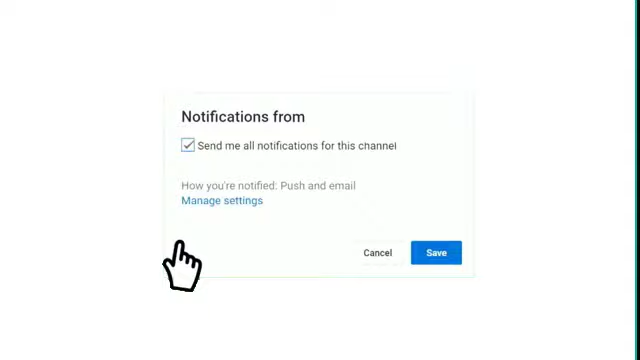 Notifications from
Send me all notifications for this channel
How you're notified: Push and email
Manage settings
Cancel Save